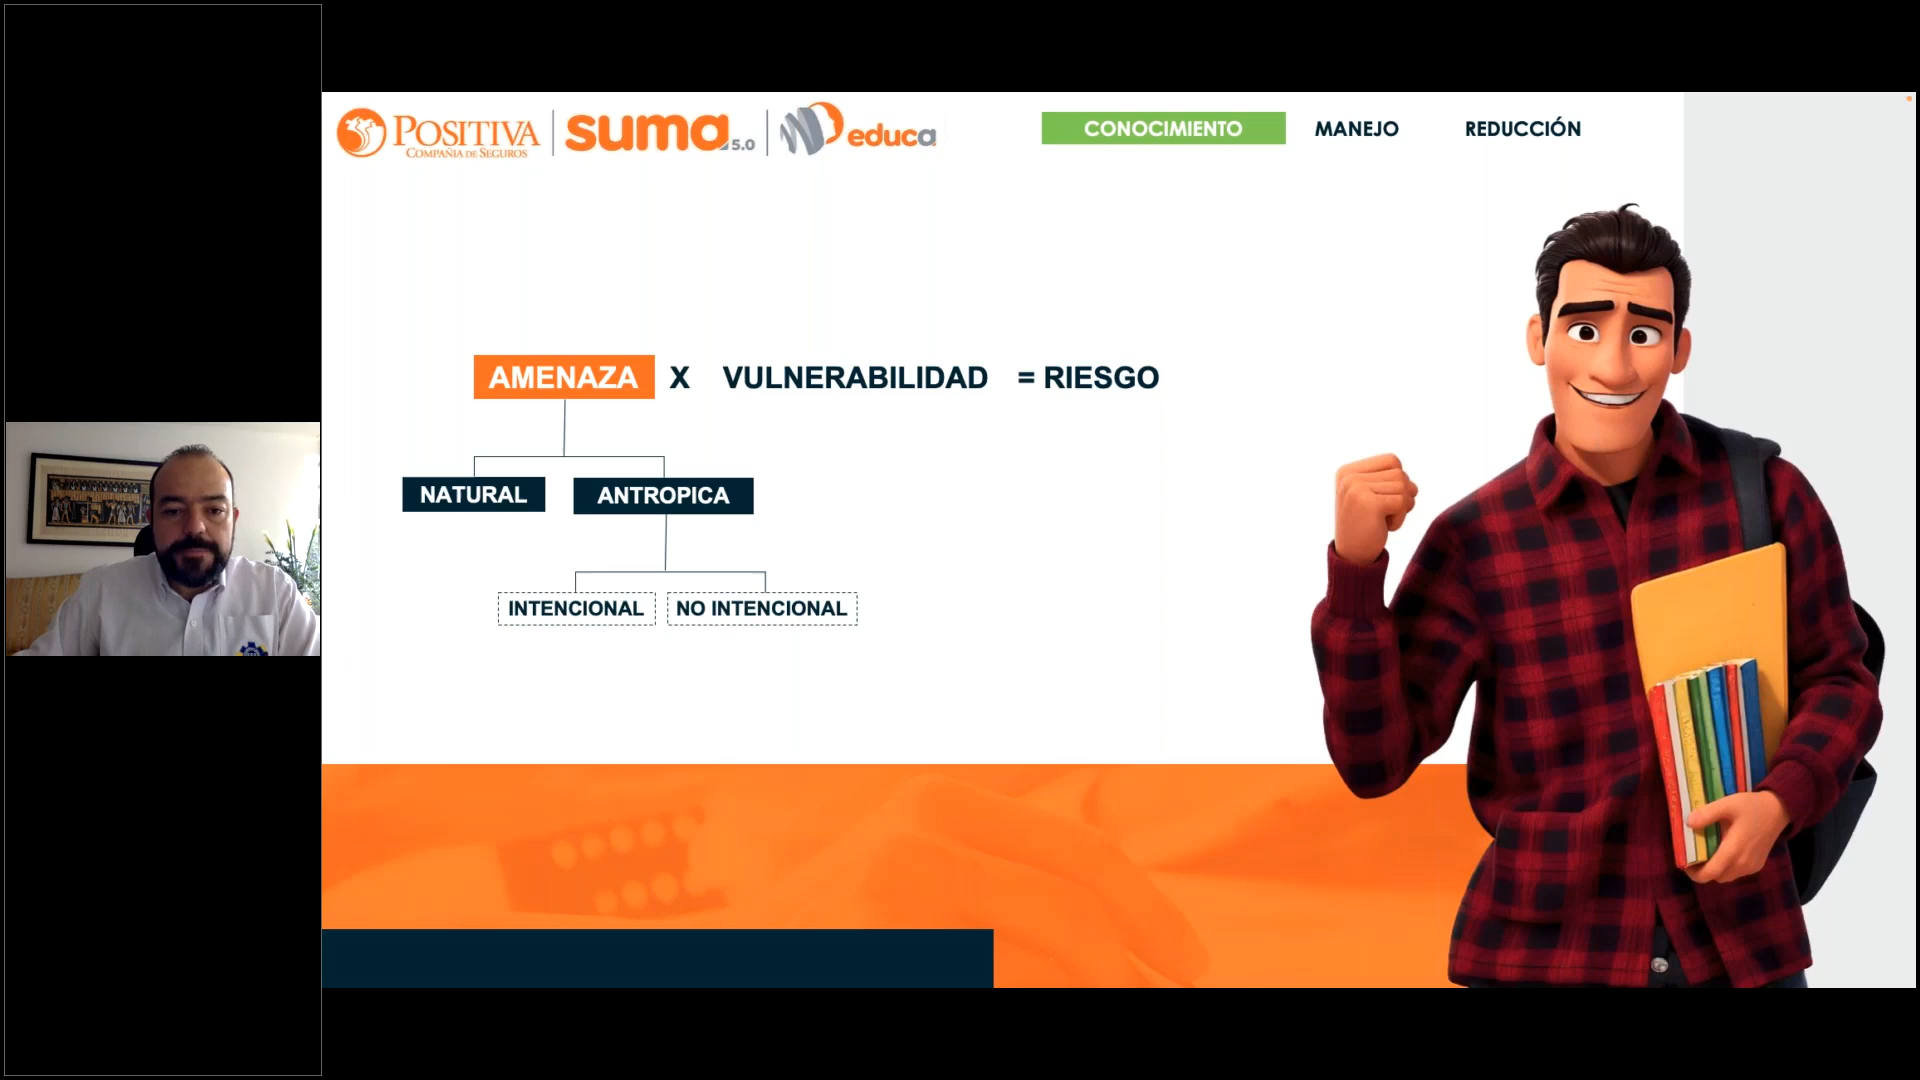 POSITIVA
COMPAÑIA DE SEGUROS
suma 5.0
educa
CONOCIMIENTO MANEJO REDUCCIÓN
AMENAZA X VULNERABILIDAD = RIESGO
NATURAL ANTROPICA
INTENCIONAL NO INTENCIONAL